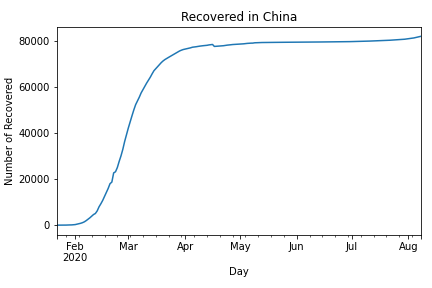 Recovered in China
Number of Recovered
80000
60000
40000
20000
0
Feb Mar Apr May Jun Jul Aug
2020
Day